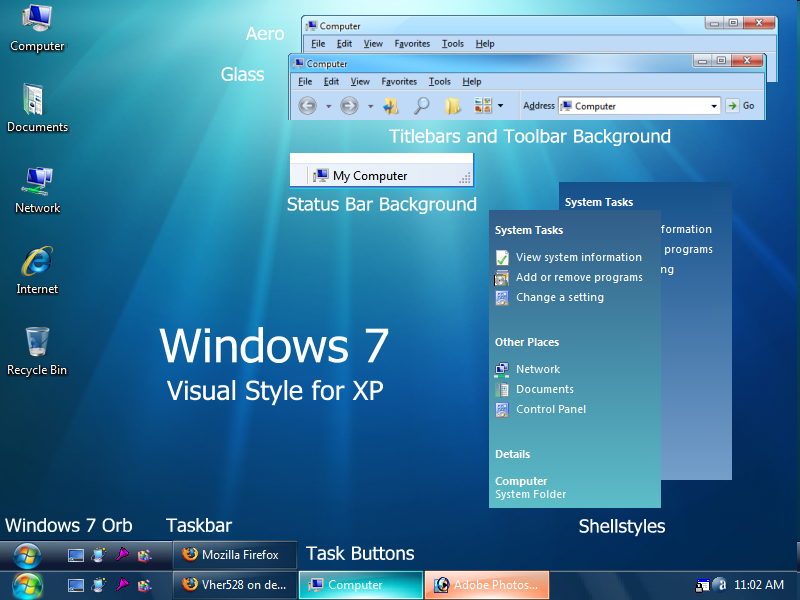 Computer
Documents
Network
Internet
Recycle Bin
Aero
Computer
File Edit View Favorites Tools Help
Glass
Computer
File Edit View Favorites Tools Help
Address Computer Go
Titlebars and Toolbar Background
My Computer
Status Bar Background
System Tasks
formation
programs
ng
System Tasks
View system information
Add or remove programs
Change a setting
Other Places
Network
Documents
Control Panel
Details
Computer
System Folder
Shellstyles
Windows 7
Visual Style for XP
Windows 7 Orb
Taskbar
Mozilla Firefox
Task Buttons
Vher528 on de...
Computer
Adobe Photos...
11:02 AM